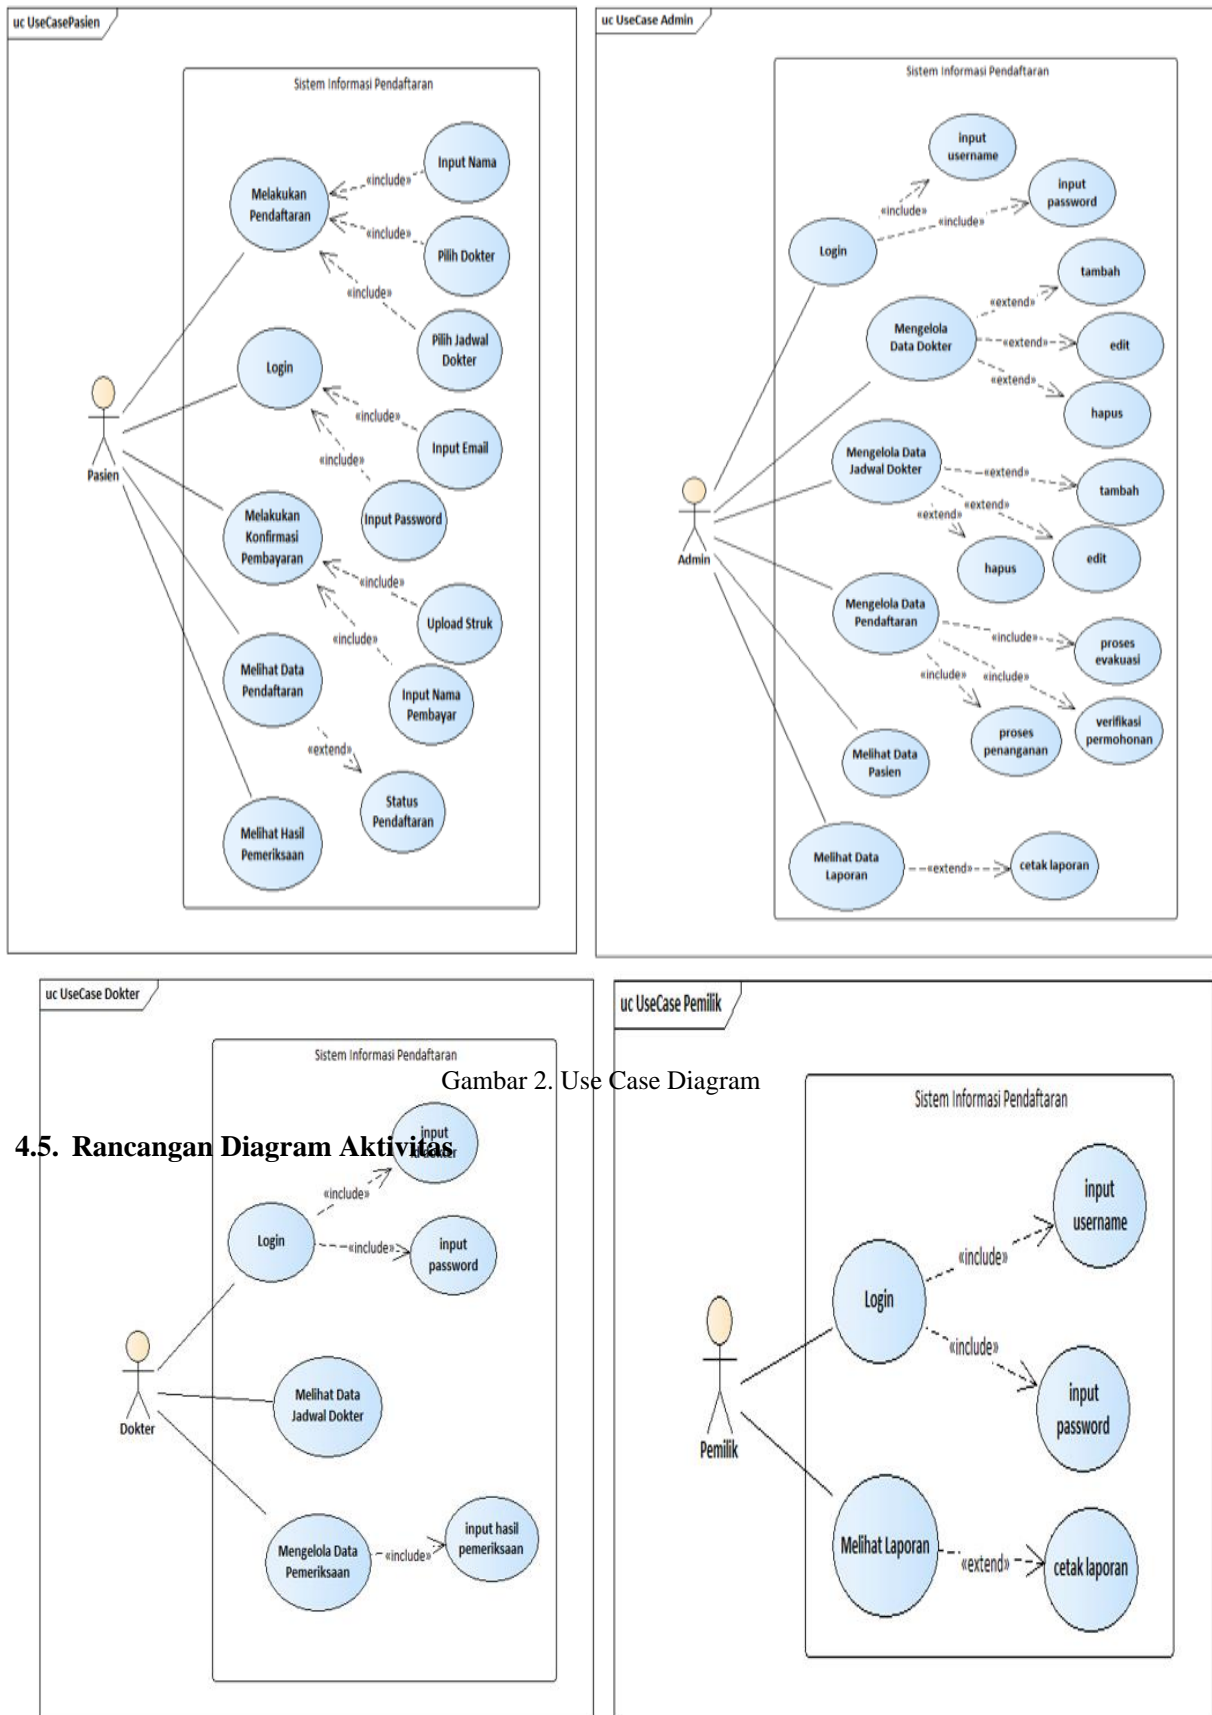 uc UseCasePasien
Sistem Informasi Pendaftaran
Input Nama
«include»
Melakukan
Pendaftaran
«include»
Pilih Dokter
«include»
Pilih Jadwal
Dokter
Login
«include»
Input Email
«include»
Pasien
Input Password
Melakukan
Konfirmasi
Pembayaran
«include»
Upload Struk
«include»
Melihat Data
Pendaftaran
Input Nama
Pembayar
«extend»
Status
Pendaftaran
Melihat Hasil
Pemeriksaan
uc UseCase Admin
Sistem Informasi Pendaftaran
input
username
input
password
«include»
«include»
Login
tambah
«extend»
Mengelola
Data Dokter
«extend»
edit
«extend»
hapus
Mengelola Data
Jadwal Dokter
«extend»
tambah
«extend»
«extend»
Admin
hapus
edit
Mengelola Data
Pendaftaran
«include»
proses
evakuasi
«include»
«include»
proses
penanganan
verifikasi
permohonan
Melihat Data
Pasien
Melihat Data
Laporan
«extend»
cetak laporan
uc UseCase Dokter
Sistem Informasi Pendaftaran
Gambar 2. Use Case Diagram
4.5. Rancangan Diagram Aktivitas
input
id dokter
«include»
Login
«include»
input
password
Melihat Data
Jadwal Dokter
Dokter
Mengelola Data
Pemeriksaan
«include»
input hasil
pemeriksaan
uc UseCase Pemilik
Sistem Informasi Pendaftaran
input
username
«include»
Login
«include»
input
password
Pemilik
Melihat Laporan
«extend»
cetak laporan